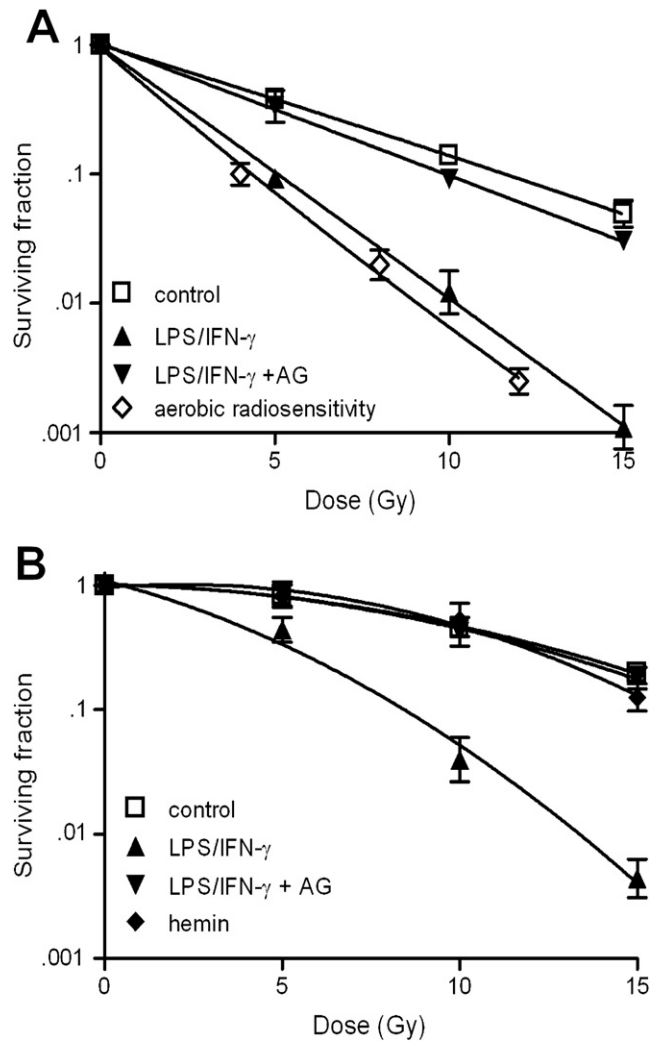 A
Surviving fraction
1
.1
.01
.001
control
LPS/IFN-γ
LPS/IFN-γ +AG
aerobic radiosensitivity
0 5 10 15
Dose (Gy)
B
Surviving fraction
1
.1
.01
.001
control
LPS/IFN-γ
LPS/IFN-γ + AG
hemin
0 5 10 15
Dose (Gy)